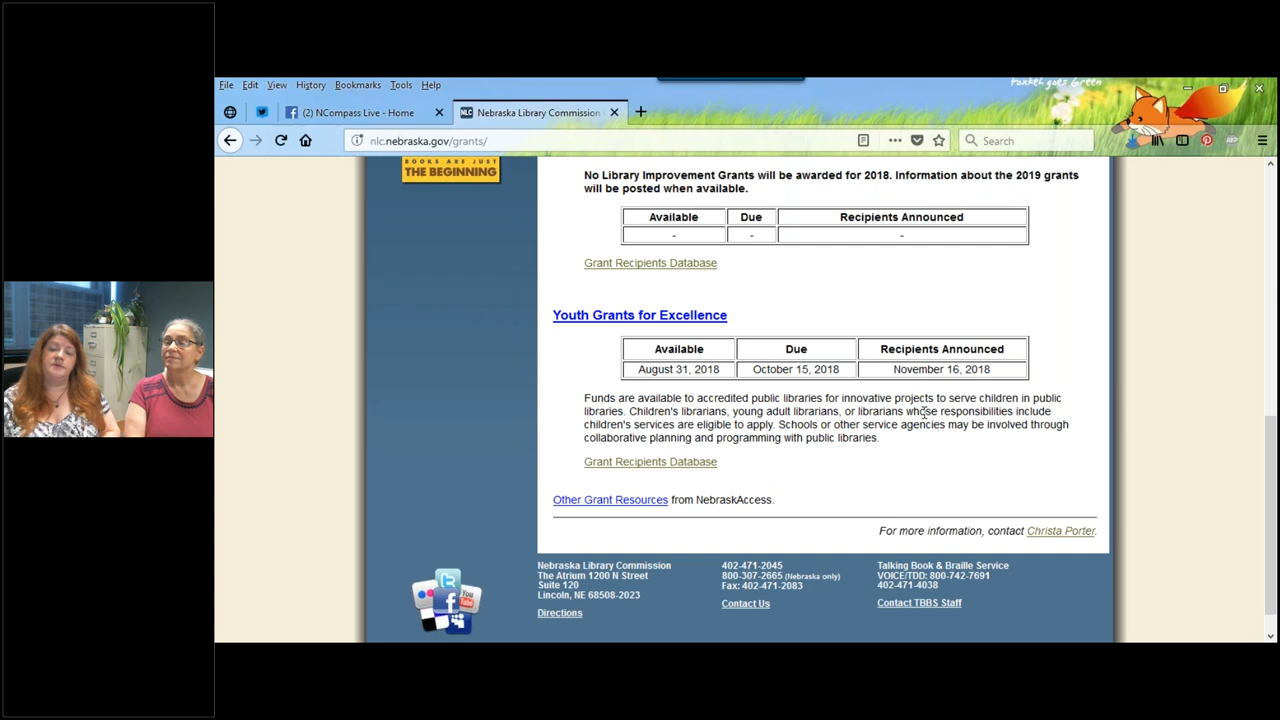 Foxkeh goes Green
File Edit View History Bookmarks Tools Help
(2) NCompass Live - Home
NLC Nebraska Library Commission
nlc.nebraska.gov/grants/
Search
BOOKS ARE JUST
THE BEGINNING
No Library Improvement Grants will be awarded for 2018. Information about the 2019 grants
will be posted when available.
Available Due Recipients Announced
- - -
Grant Recipients Database
Youth Grants for Excellence
Available Due Recipients Announced
August 31, 2018 October 15, 2018 November 16, 2018
Funds are available to accredited public libraries for innovative projects to serve children in public
libraries. Children's librarians, young adult librarians, or librarians whose responsibilities include
children's services are eligible to apply. Schools or other service agencies may be involved through
collaborative planning and programming with public libraries.
Grant Recipients Database
Other Grant Resources from NebraskAccess.
For more information, contact Christa Porter.
Nebraska Library Commission
The Atrium 1200 N Street
Suite 120
Lincoln, NE 68508-2023
Directions
402-471-2045
800-307-2665 (Nebraska only)
Fax: 402-471-2083
Contact Us
Talking Book & Braille Service
VOICE/TDD: 800-742-7691
402-471-4038
Contact TBBS Staff
You
Tube